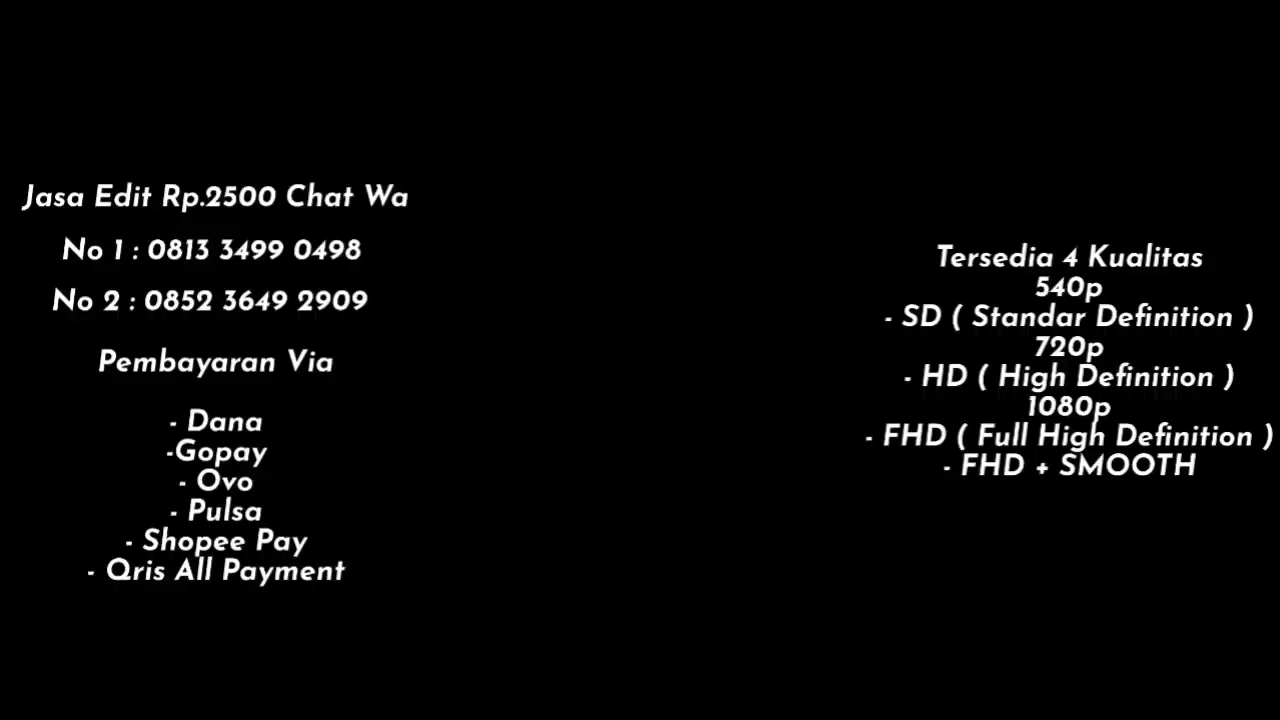 Jasa Edit Rp.2500 Chat Wa
No 1 : 0813 3499 0498
No 2 : 0852 3649 2909
Pembayaran Via
- Dana
-Gopay
- Ovo
- Pulsa
- Shopee Pay
- Qris All Payment
Tersedia 4 Kualitas
540p
- SD ( Standar Definition )
720p
- HD ( High Definition )
1080p
- FHD ( Full High Definition )
- FHD + SMOOTH